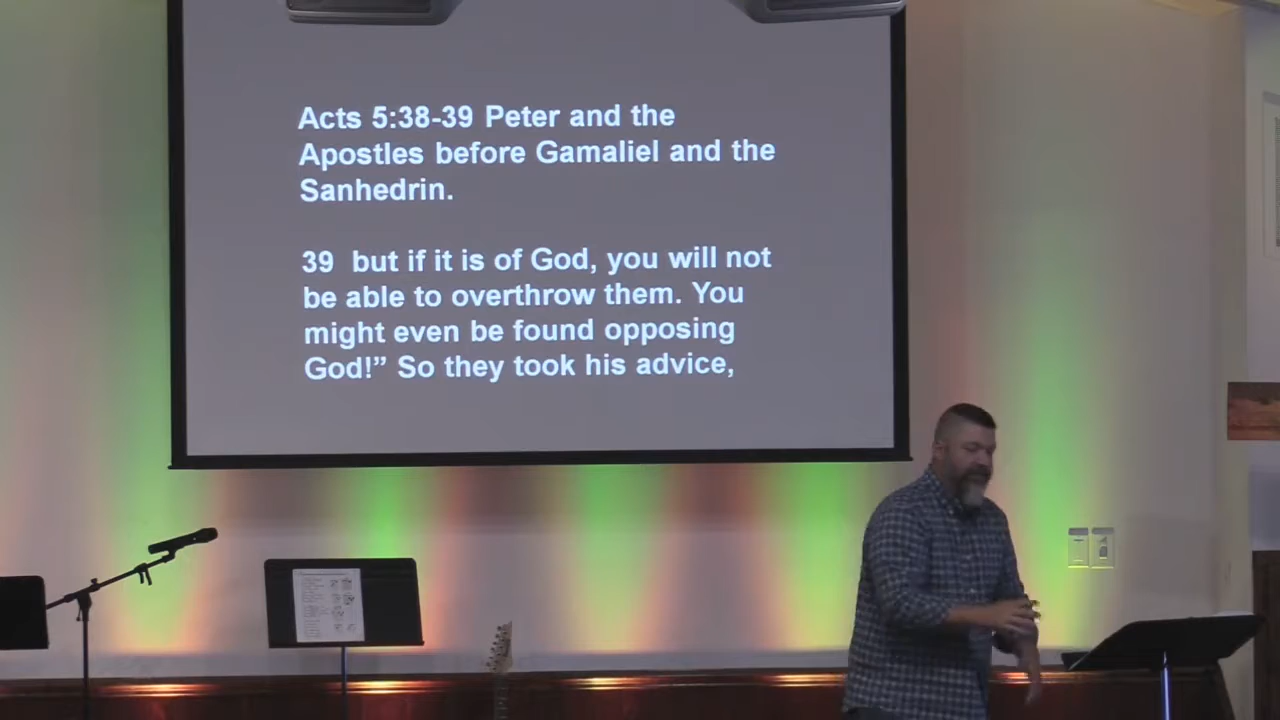 Acts 5:38-39 Peter and the
Apostles before Gamaliel and the
Sanhedrin.
39 but if it is of God, you will not
be able to overthrow them. You
might even be found opposing
God!” So they took his advice,